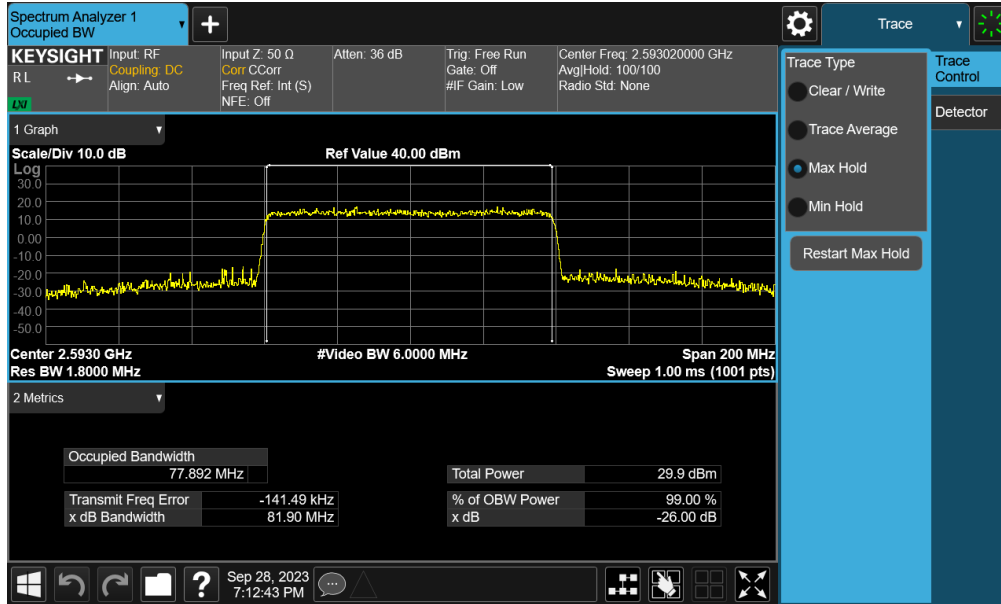 Spectrum Analyzer 1
Occupied BW
+
Trace
KEYSIGHT
R L
LXI
Input: RF
Coupling: DC
Align: Auto
Input Z: 50 Ω
Corr CCorr
Freq Ref: Int (S)
NFE: Off
Atten: 36 dB
Trig: Free Run
Gate: Off
#IF Gain: Low
Center Freq: 2.593020000 GHz
Avg|Hold: 100/100
Radio Std: None
Trace Type
Clear / Write
Trace Average
Max Hold
Min Hold
Restart Max Hold
Trace
Control
Detector
1 Graph
Scale/Div 10.0 dB
Ref Value 40.00 dBm
Log
30.0
20.0
10.0
0.00
-10.0
-20.0
-30.0
-40.0
-50.0
Center 2.5930 GHz
#Video BW 6.0000 MHz
Span 200 MHz
Res BW 1.8000 MHz
Sweep 1.00 ms (1001 pts)
2 Metrics
Occupied Bandwidth
77.892 MHz
Total Power 29.9 dBm
Transmit Freq Error -141.49 kHz
% of OBW Power 99.00 %
x dB Bandwidth 81.90 MHz
x dB -26.00 dB
?
Sep 28, 2023
7:12:43 PM